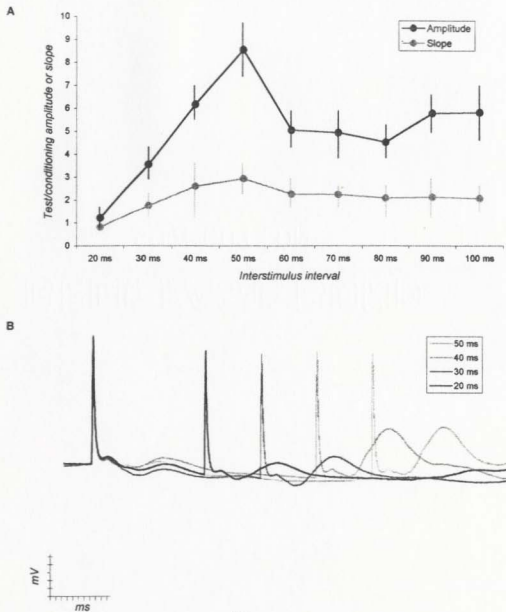 A
Test/conditioning amplitude or slope
10
9
8
7
6
5
4
3
2
1
0
Amplitude
Slope
20 ms 30 ms 40 ms 50 ms 60 ms 70 ms 80 ms 90 ms 100 ms
Interstimulus interval
B
50 ms
40 ms
30 ms
20 ms
mV
ms